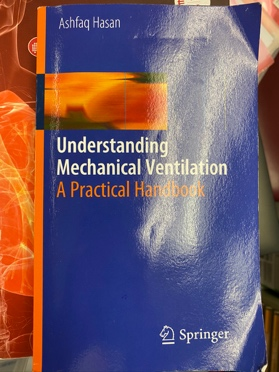 Ashfaq Hasan
Understanding
Mechanical Ventilation
A Practical Handbook
Springer